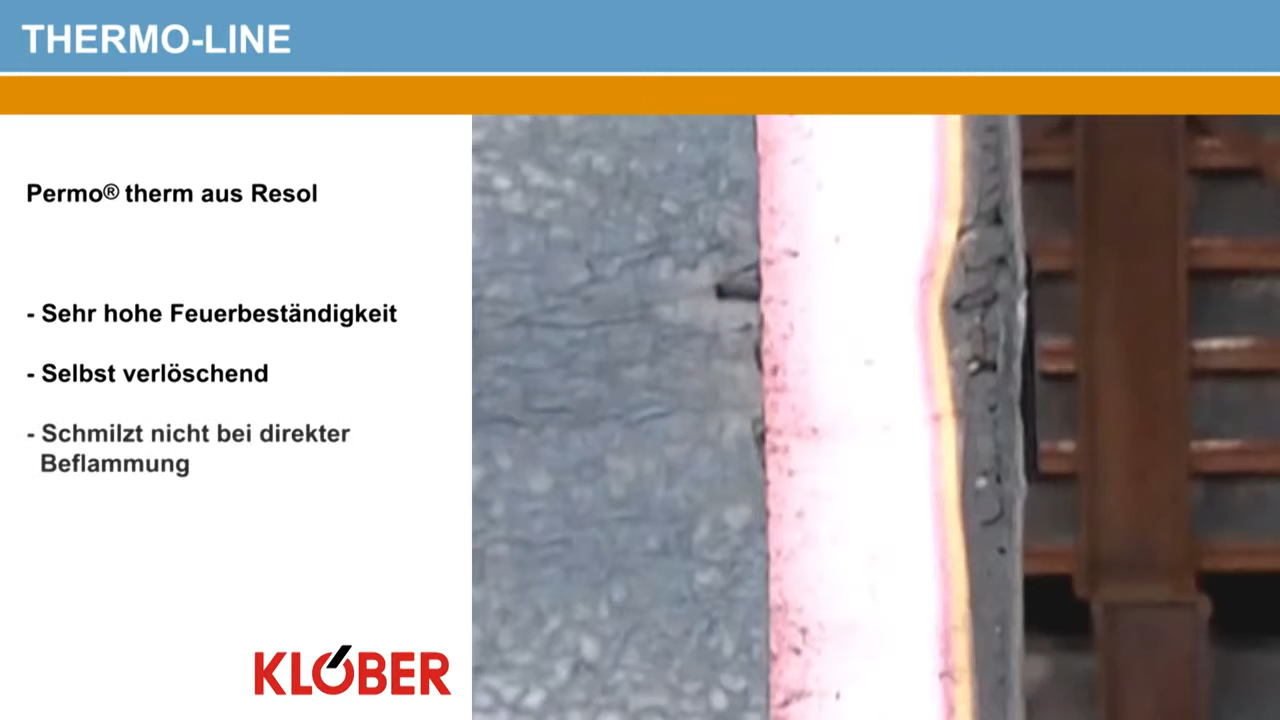 THERMO-LINE
Permo® therm aus Resol
- Sehr hohe Feuerbeständigkeit
- Selbst verlöschend
- Schmilzt nicht bei direkter
Beflammung
KLÖBER